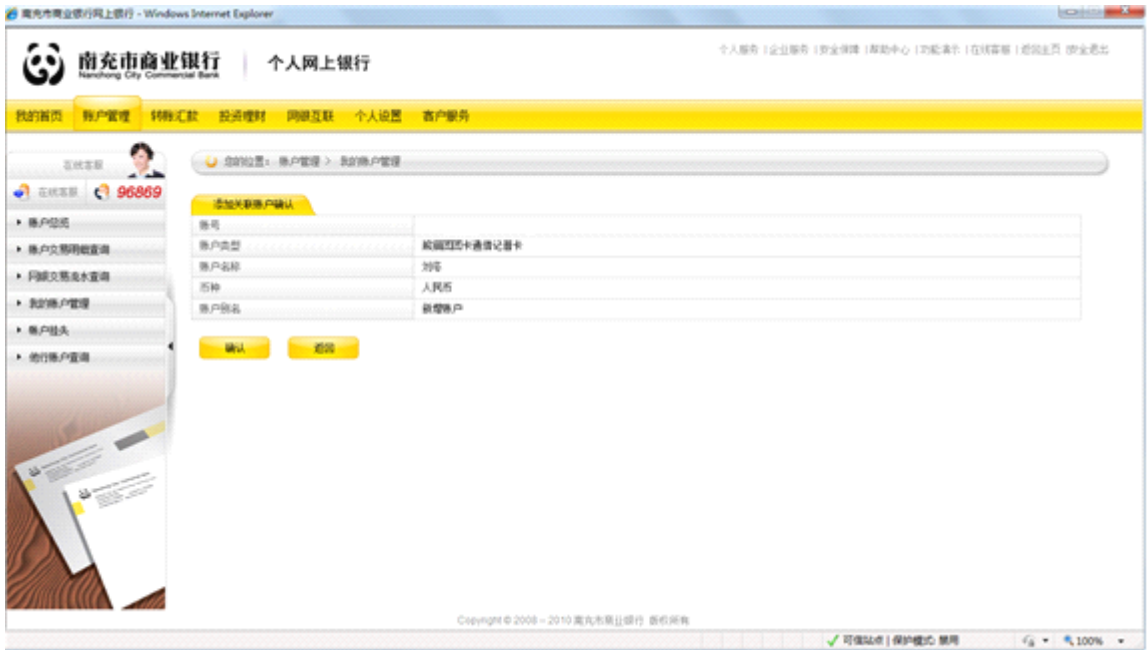 南充市商业银行网上银行 - Windows Internet Explorer
南充市商业银行
Nanchong City Commercial Bank
个人网上银行
个人服务 | 企业服务 | 安全保障 | 帮助中心 | 功能演示 | 在线客服 | 返回主页 | 安全退出
我的首页 账户管理 转账汇款 投资理财 网银互联 个人设置 客户服务
在线客服
在线客服 96869
账户总览
账户交易明细查询
网银交易流水查询
我的账户管理
账户挂失
他行账户查询
您的位置: 账户管理 > 我的账户管理
添加关联账户确认
账号
账户类型 熊猫团团卡普通借记晋卡
账户名称
币种 人民币
账户别名 新增账户
确认 返回
Copyright © 2008 – 2010 南充市商业银行 版权所有
可信站点 | 保护模式: 禁用 100%